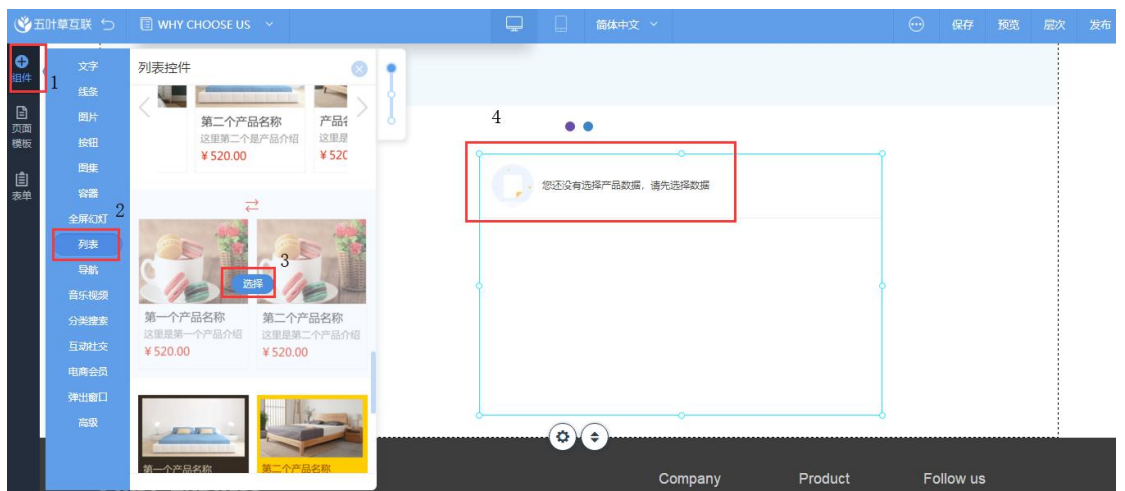 五叶草互联
WHY CHOOSE US
简体中文
保存
预览
层次
发布
组件
1
页面
模板
表单
文字
线条
图片
按钮
图集
容器
全屏幻灯
2
列表
导航
音乐视频
分类搜索
互动社交
电商会员
弹出窗口
高级
列表控件
第二个产品名称
这里第二个是产品介绍
¥ 520.00
产品名
这里是
¥ 520
3
选择
第一个产品名称
这里是第一个产品介绍
¥ 520.00
第二个产品名称
这里是第二个产品介绍
¥ 520.00
第一个产品名称
第二个产品名称
4
您还没有选择产品数据，请先选择数据
Company
Product
Follow us